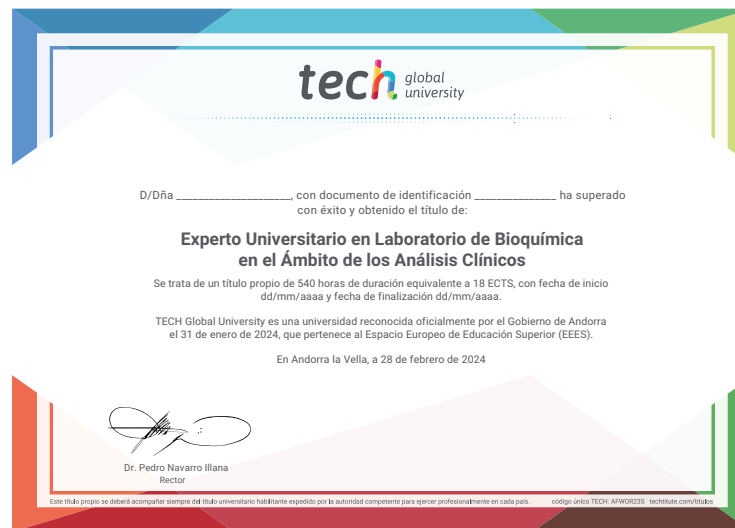 tech global university
D/Dña _____________________, con documento de identificación _______________ ha superado
con éxito y obtenido el título de:
Experto Universitario en Laboratorio de Bioquímica
en el Ámbito de los Análisis Clínicos
Se trata de un título propio de 540 horas de duración equivalente a 18 ECTS, con fecha de inicio
dd/mm/aaaa y fecha de finalización dd/mm/aaaa.
TECH Global University es una universidad reconocida oficialmente por el Gobierno de Andorra
el 31 de enero de 2024, que pertenece al Espacio Europeo de Educación Superior (EEES).
En Andorra la Vella, a 28 de febrero de 2024
Dr. Pedro Navarro Illana
Rector
Este título propio se deberá acompañar siempre del título universitario habilitante expedido por la autoridad competente para ejercer profesionalmente en cada país. código único TECH: AFWOR23S techtitute.com/titulos